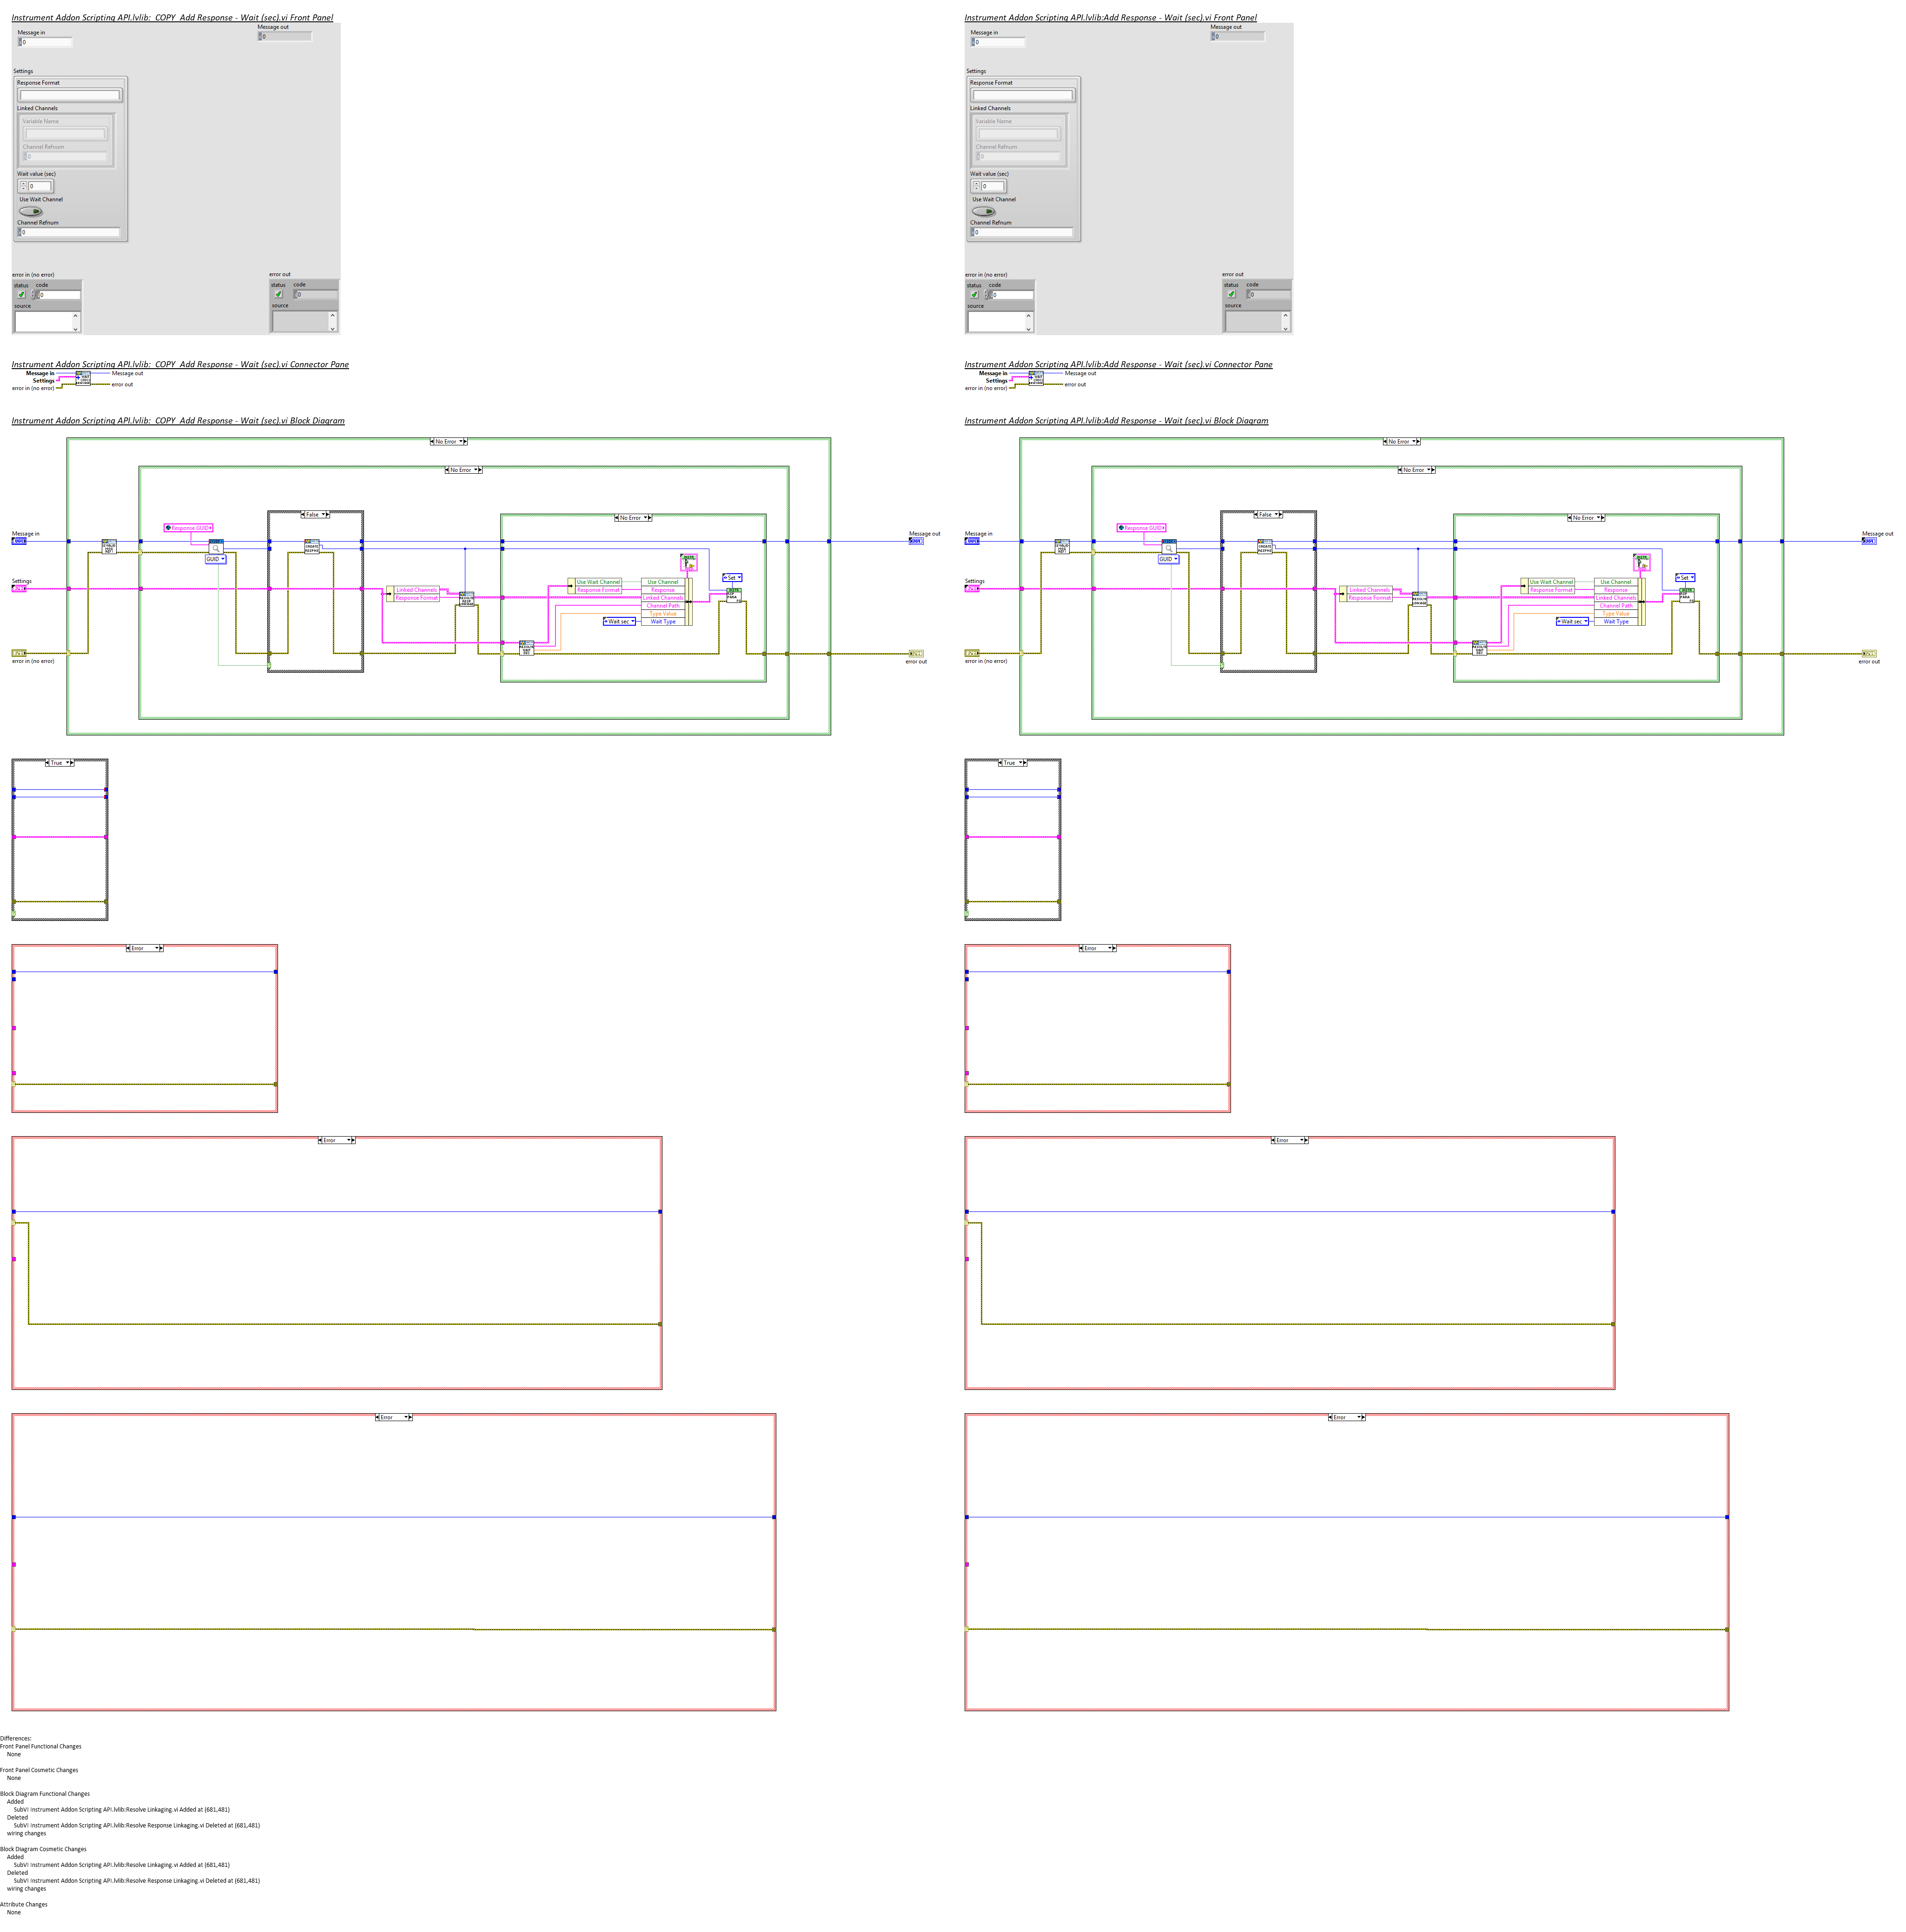 Instrument Addon Scripting API.lvlib:_COPY_Add Response - Wait (sec).vi Front Panel
Message in
0
Message out
0
Settings
Response Format
Linked Channels
Variable Name
Channel Refnum
0
Wait value (sec)
0
Use Wait Channel
Channel Refnum
0
error in (no error)
status code
0
source
error out
status code
0
source
Instrument Addon Scripting API.lvlib:_COPY_Add Response - Wait (sec).vi Connector Pane
Message in
Settings
error in (no error)
Message out
error out
Instrument Addon Scripting API.lvlib:_COPY_Add Response - Wait (sec).vi Block Diagram
No Error
No Error
False
No Error
Message in
Response GUID
GUID
Settings
Linked Channels
Response Format
Use Wait Channel
Response Format
Use Channel
Response
Linked Channels
Channel Path
Type Value
Wait Type
Wait sec
Set
error in (no error)
Message out
error out
True
Error
Error
Error
Instrument Addon Scripting API.lvlib:Add Response - Wait (sec).vi Front Panel
Message in
0
Message out
0
Settings
Response Format
Linked Channels
Variable Name
Channel Refnum
0
Wait value (sec)
0
Use Wait Channel
Channel Refnum
0
error in (no error)
status code
0
source
error out
status code
0
source
Instrument Addon Scripting API.lvlib:Add Response - Wait (sec).vi Connector Pane
Message in
Settings
error in (no error)
Message out
error out
Instrument Addon Scripting API.lvlib:Add Response - Wait (sec).vi Block Diagram
No Error
No Error
False
No Error
Message in
Response GUID
GUID
Settings
Linked Channels
Response Format
Use Wait Channel
Response Format
Use Channel
Response
Linked Channels
Channel Path
Type Value
Wait Type
Wait sec
Set
error in (no error)
Message out
error out
True
Error
Error
Error
Differences:
Front Panel Functional Changes
None
Front Panel Cosmetic Changes
None
Block Diagram Functional Changes
Added
SubVI Instrument Addon Scripting API.lvlib:Resolve Linkaging.vi Added at (681,481)
Deleted
SubVI Instrument Addon Scripting API.lvlib:Resolve Response Linkaging.vi Deleted at (681,481)
wiring changes
Block Diagram Cosmetic Changes
Added
SubVI Instrument Addon Scripting API.lvlib:Resolve Linkaging.vi Added at (681,481)
Deleted
SubVI Instrument Addon Scripting API.lvlib:Resolve Response Linkaging.vi Deleted at (681,481)
wiring changes
Attribute Changes
None